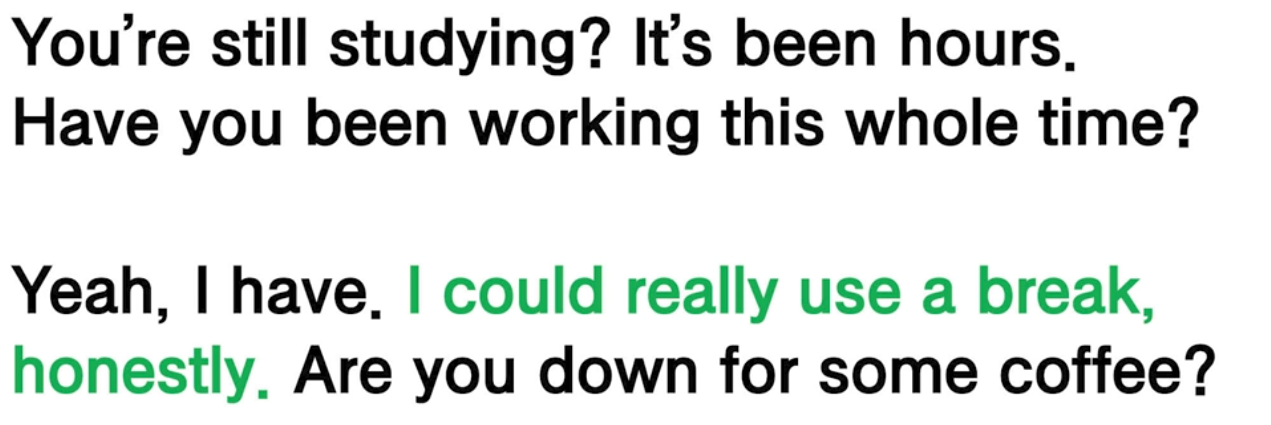 You’re still studying? It’s been hours.
Have you been working this whole time?
Yeah, I have. I could really use a break,
honestly. Are you down for some coffee?